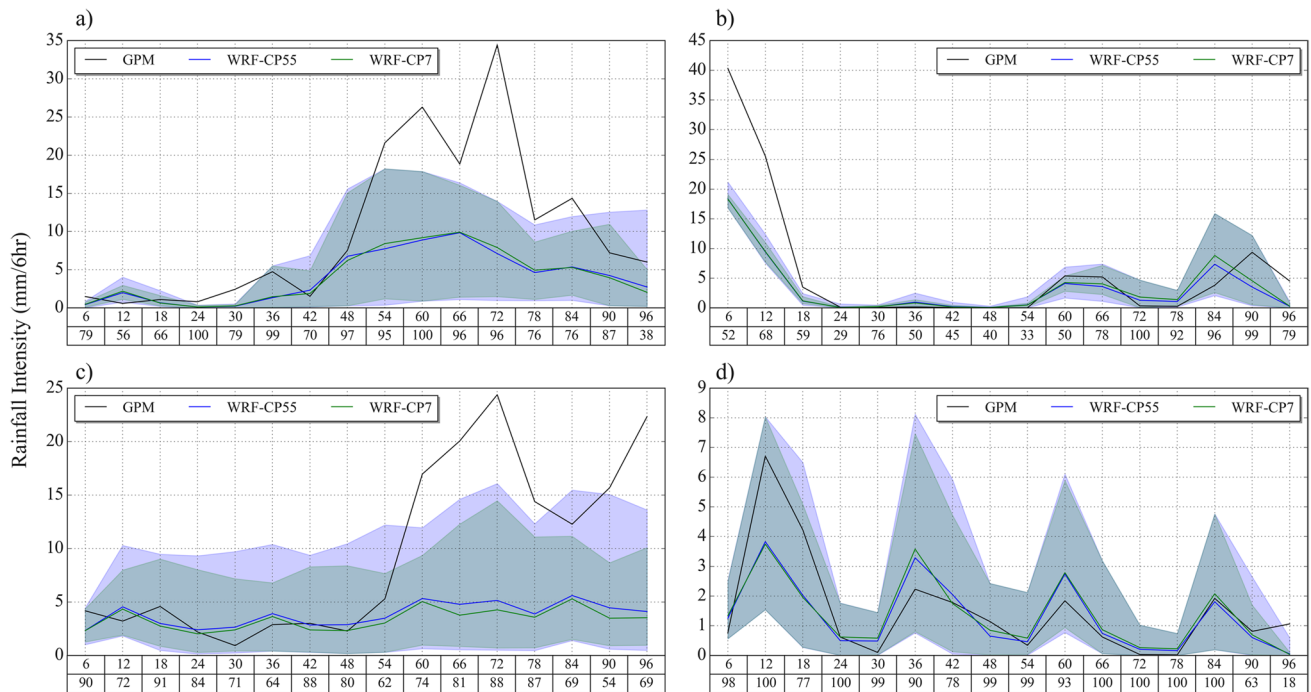 a)
GPM WRF-CP55 WRF-CP7
35
30
25
20
15
10
5
0
6 12 18 24 30 36 42 48 54 60 66 72 78 84 90 96
79 56 66 100 79 99 70 97 95 100 96 96 76 76 87 38
b)
GPM WRF-CP55 WRF-CP7
45
40
35
30
25
20
15
10
5
0
6 12 18 24 30 36 42 48 54 60 66 72 78 84 90 96
52 68 59 29 76 50 45 40 33 50 78 100 92 96 99 79
Rainfall Intensity (mm/6hr)
c)
GPM WRF-CP55 WRF-CP7
25
20
15
10
5
0
6 12 18 24 30 36 42 48 54 60 66 72 78 84 90 96
90 72 91 84 71 64 88 80 62 74 81 88 87 69 54 69
d)
GPM WRF-CP55 WRF-CP7
9
8
7
6
5
4
3
2
1
0
6 12 18 24 30 36 42 48 54 60 66 72 78 84 90 96
98 100 77 100 99 90 78 99 99 93 100 100 100 100 63 18